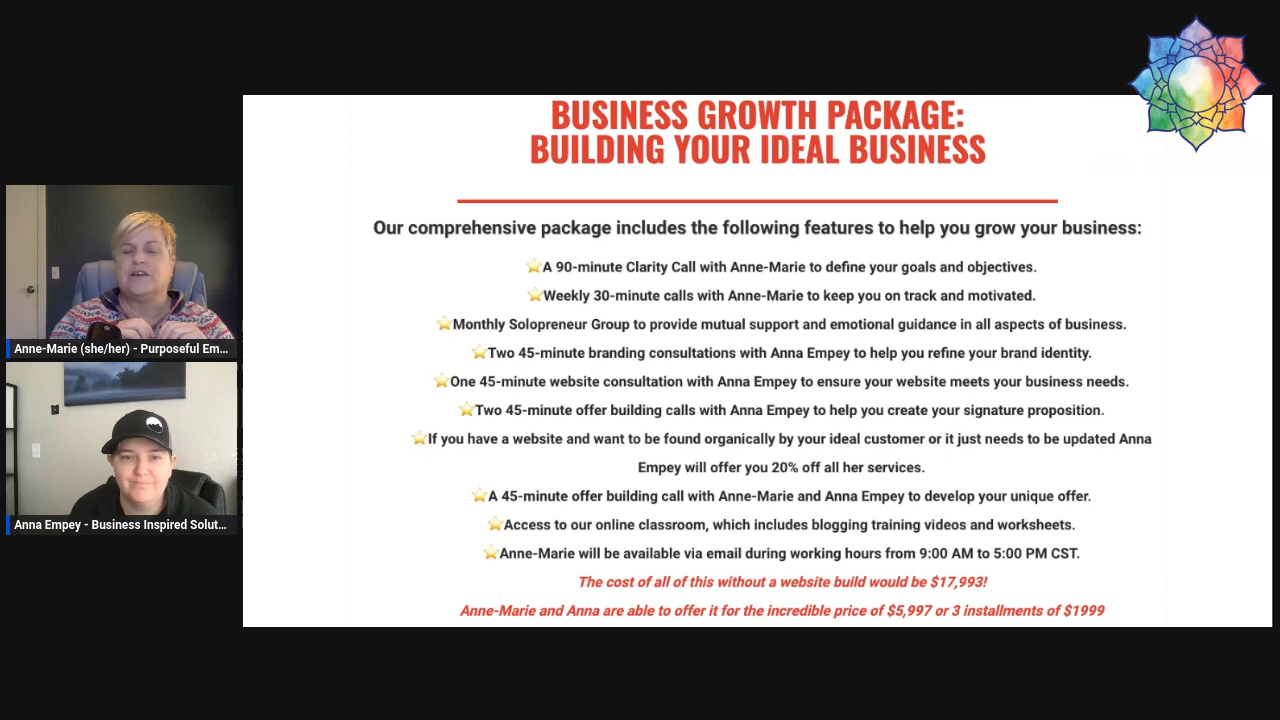 BUSINESS GROWTH PACKAGE:
BUILDING YOUR IDEAL BUSINESS
Our comprehensive package includes the following features to help you grow your business:
⭐A 90-minute Clarity Call with Anne-Marie to define your goals and objectives.
⭐Weekly 30-minute calls with Anne-Marie to keep you on track and motivated.
⭐Monthly Solopreneur Group to provide mutual support and emotional guidance in all aspects of business.
⭐Two 45-minute branding consultations with Anna Empey to help you refine your brand identity.
⭐One 45-minute website consultation with Anna Empey to ensure your website meets your business needs.
⭐Two 45-minute offer building calls with Anna Empey to help you create your signature proposition.
⭐If you have a website and want to be found organically by your ideal customer or it just needs to be updated Anna
Empey will offer you 20% off all her services.
⭐A 45-minute offer building call with Anne-Marie and Anna Empey to develop your unique offer.
⭐Access to our online classroom, which includes blogging training videos and worksheets.
⭐Anne-Marie will be available via email during working hours from 9:00 AM to 5:00 PM CST.
The cost of all of this without a website build would be $17,993!
Anne-Marie and Anna are able to offer it for the incredible price of $5,997 or 3 installments of $1999
Anne-Marie (she/her) - Purposeful Em...
Anna Empey - Business Inspired Solut...